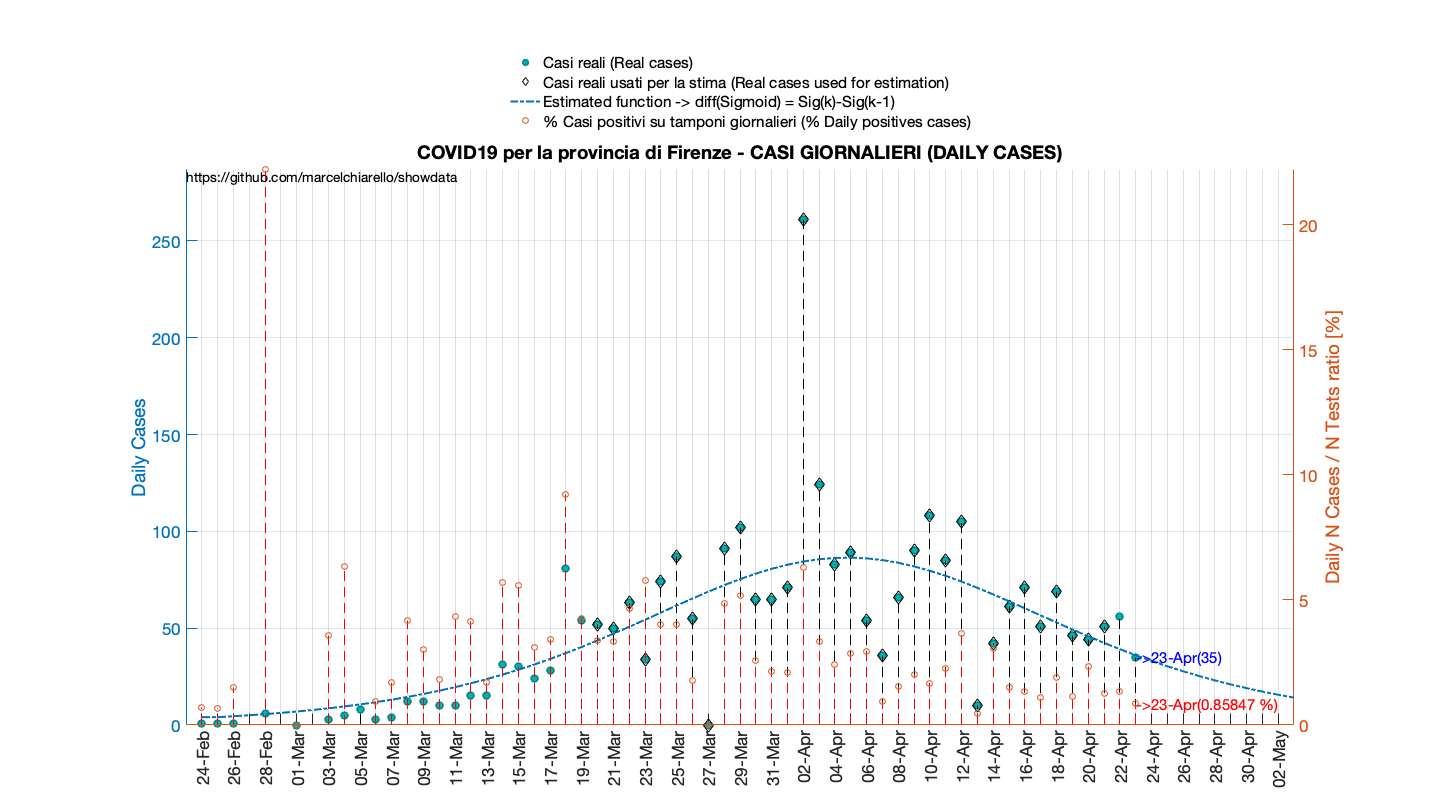 Casi reali (Real cases)
Casi reali usati per la stima (Real cases used for estimation)
Estimated function -> diff(Sigmoid) = Sig(k)-Sig(k-1)
% Casi positivi su tamponi giornalieri (% Daily positives cases)
COVID19 per la provincia di Firenze - CASI GIORNALIERI (DAILY CASES)
https://github.com/marcelchiarello/showdata
Daily Cases
250
200
150
100
50
0
20
15
10
5
0
Daily N Cases / N Tests ratio [%]
->23-Apr(35)
->23-Apr(0.85847 %)
24-Feb
26-Feb
28-Feb
01-Mar
03-Mar
05-Mar
07-Mar
09-Mar
11-Mar
13-Mar
15-Mar
17-Mar
19-Mar
21-Mar
23-Mar
25-Mar
27-Mar
29-Mar
31-Mar
02-Apr
04-Apr
06-Apr
08-Apr
10-Apr
12-Apr
14-Apr
16-Apr
18-Apr
20-Apr
22-Apr
24-Apr
26-Apr
28-Apr
30-Apr
02-May